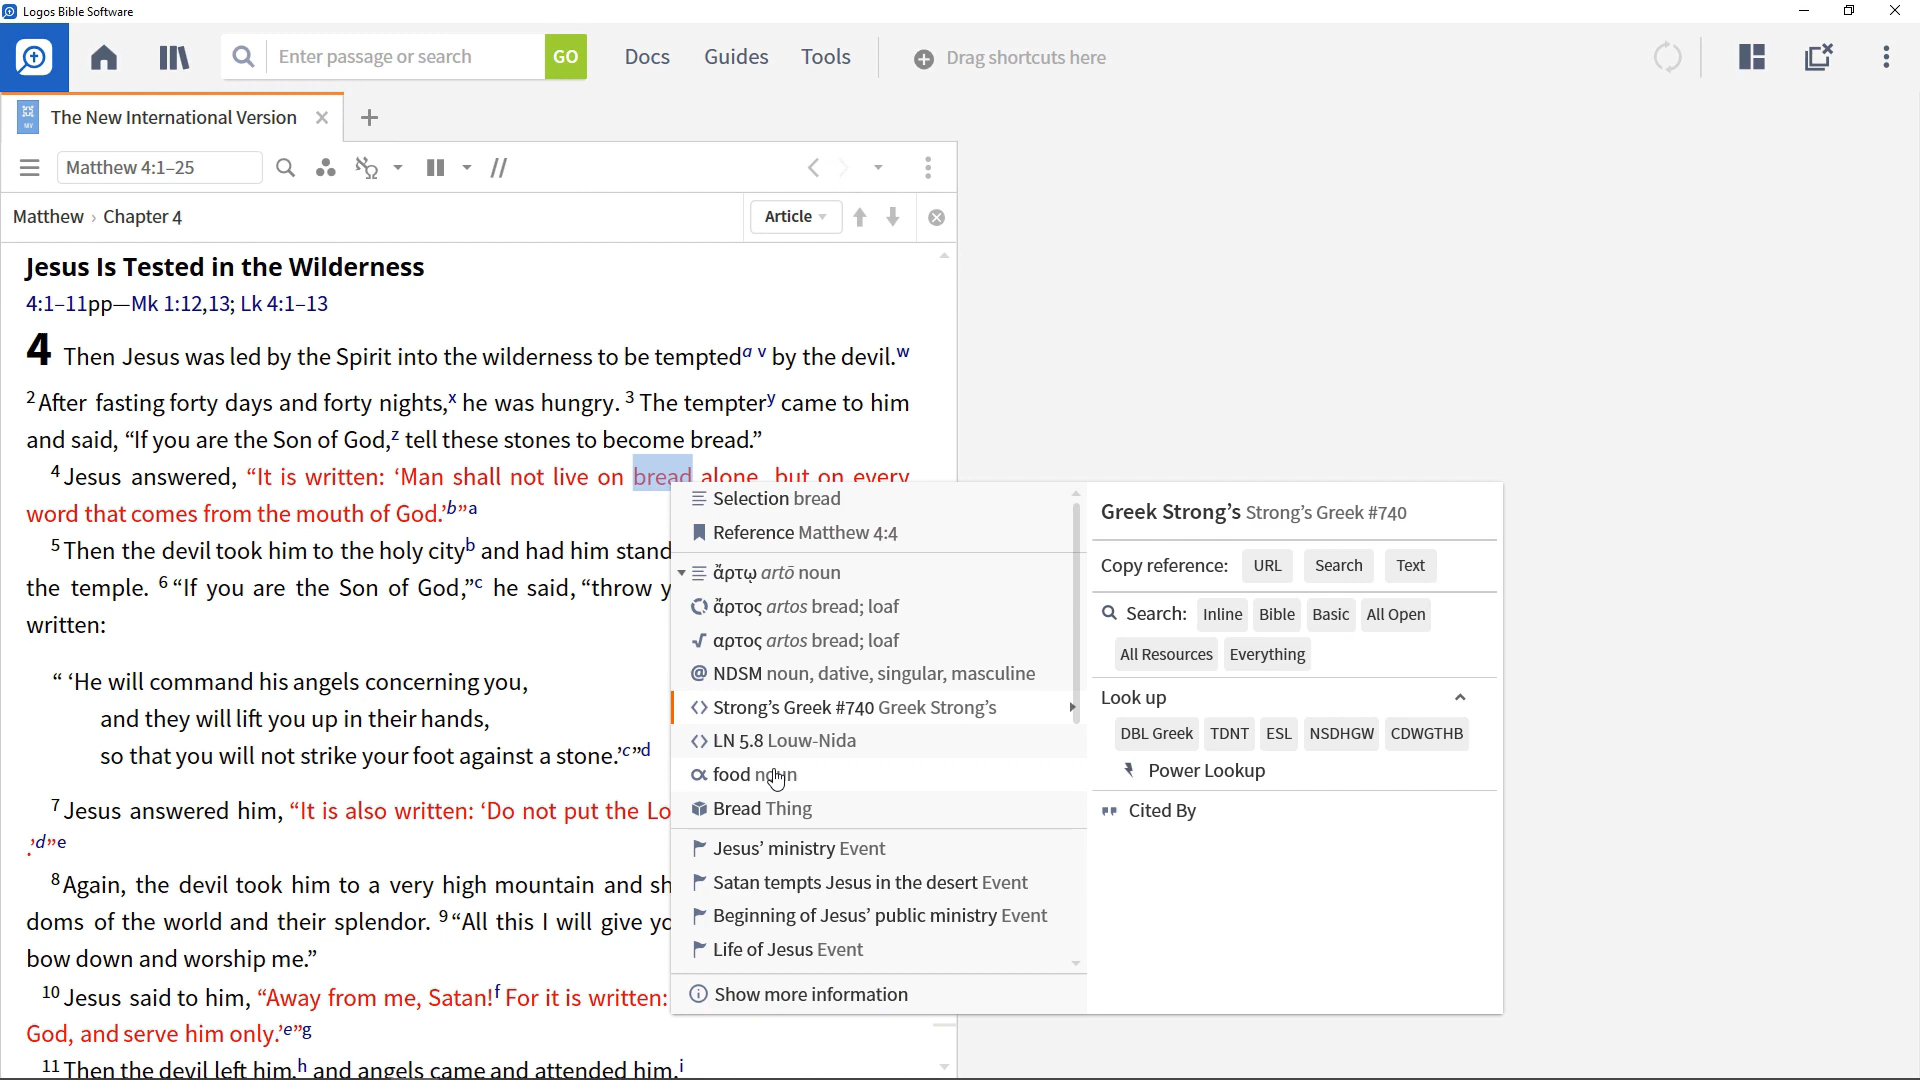 Logos Bible Software
Enter passage or search
GO
Docs
Guides
Tools
Drag shortcuts here
The New International Version
Matthew 4:1–25
Matthew › Chapter 4
Article
Jesus Is Tested in the Wilderness
4:1–11pp—Mk 1:12,13; Lk 4:1–13
4 Then Jesus was led by the Spirit into the wilderness to be tempted a v by the devil. w
2 After fasting forty days and forty nights, x he was hungry. 3 The tempter y came to him
and said, “If you are the Son of God, z tell these stones to become bread.”
4 Jesus answered, “It is written: ‘Man shall not live on bread alone, but on every
word that comes from the mouth of God.’ b ” a
5 Then the devil took him to the holy city b and had him stand
the temple. 6 “If you are the Son of God,” c he said, “throw y
written:
“ ‘He will command his angels concerning you,
and they will lift you up in their hands,
so that you will not strike your foot against a stone.’ c ” d
7 Jesus answered him, “It is also written: ‘Do not put the Lo
.’ d ” e
8 Again, the devil took him to a very high mountain and sh
doms of the world and their splendor. 9 “All this I will give yo
bow down and worship me.”
10 Jesus said to him, “Away from me, Satan! f For it is written:
God, and serve him only.’ e ” g
11 Then the devil left him, h and angels came and attended him. i
Selection bread
Reference Matthew 4:4
ἄρτῳ artō noun
ἄρτος artos bread; loaf
αρτος artos bread; loaf
@ NDSM noun, dative, singular, masculine
<> Strong’s Greek #740 Greek Strong’s
<> LN 5.8 Louw-Nida
food noun
Bread Thing
Jesus’ ministry Event
Satan tempts Jesus in the desert Event
Beginning of Jesus’ public ministry Event
Life of Jesus Event
Show more information
Greek Strong’s Strong’s Greek #740
Copy reference: URL Search Text
Search: Inline Bible Basic All Open
All Resources Everything
Look up
DBL Greek TDNT ESL NSDHGW CDWGTHB
Power Lookup
Cited By